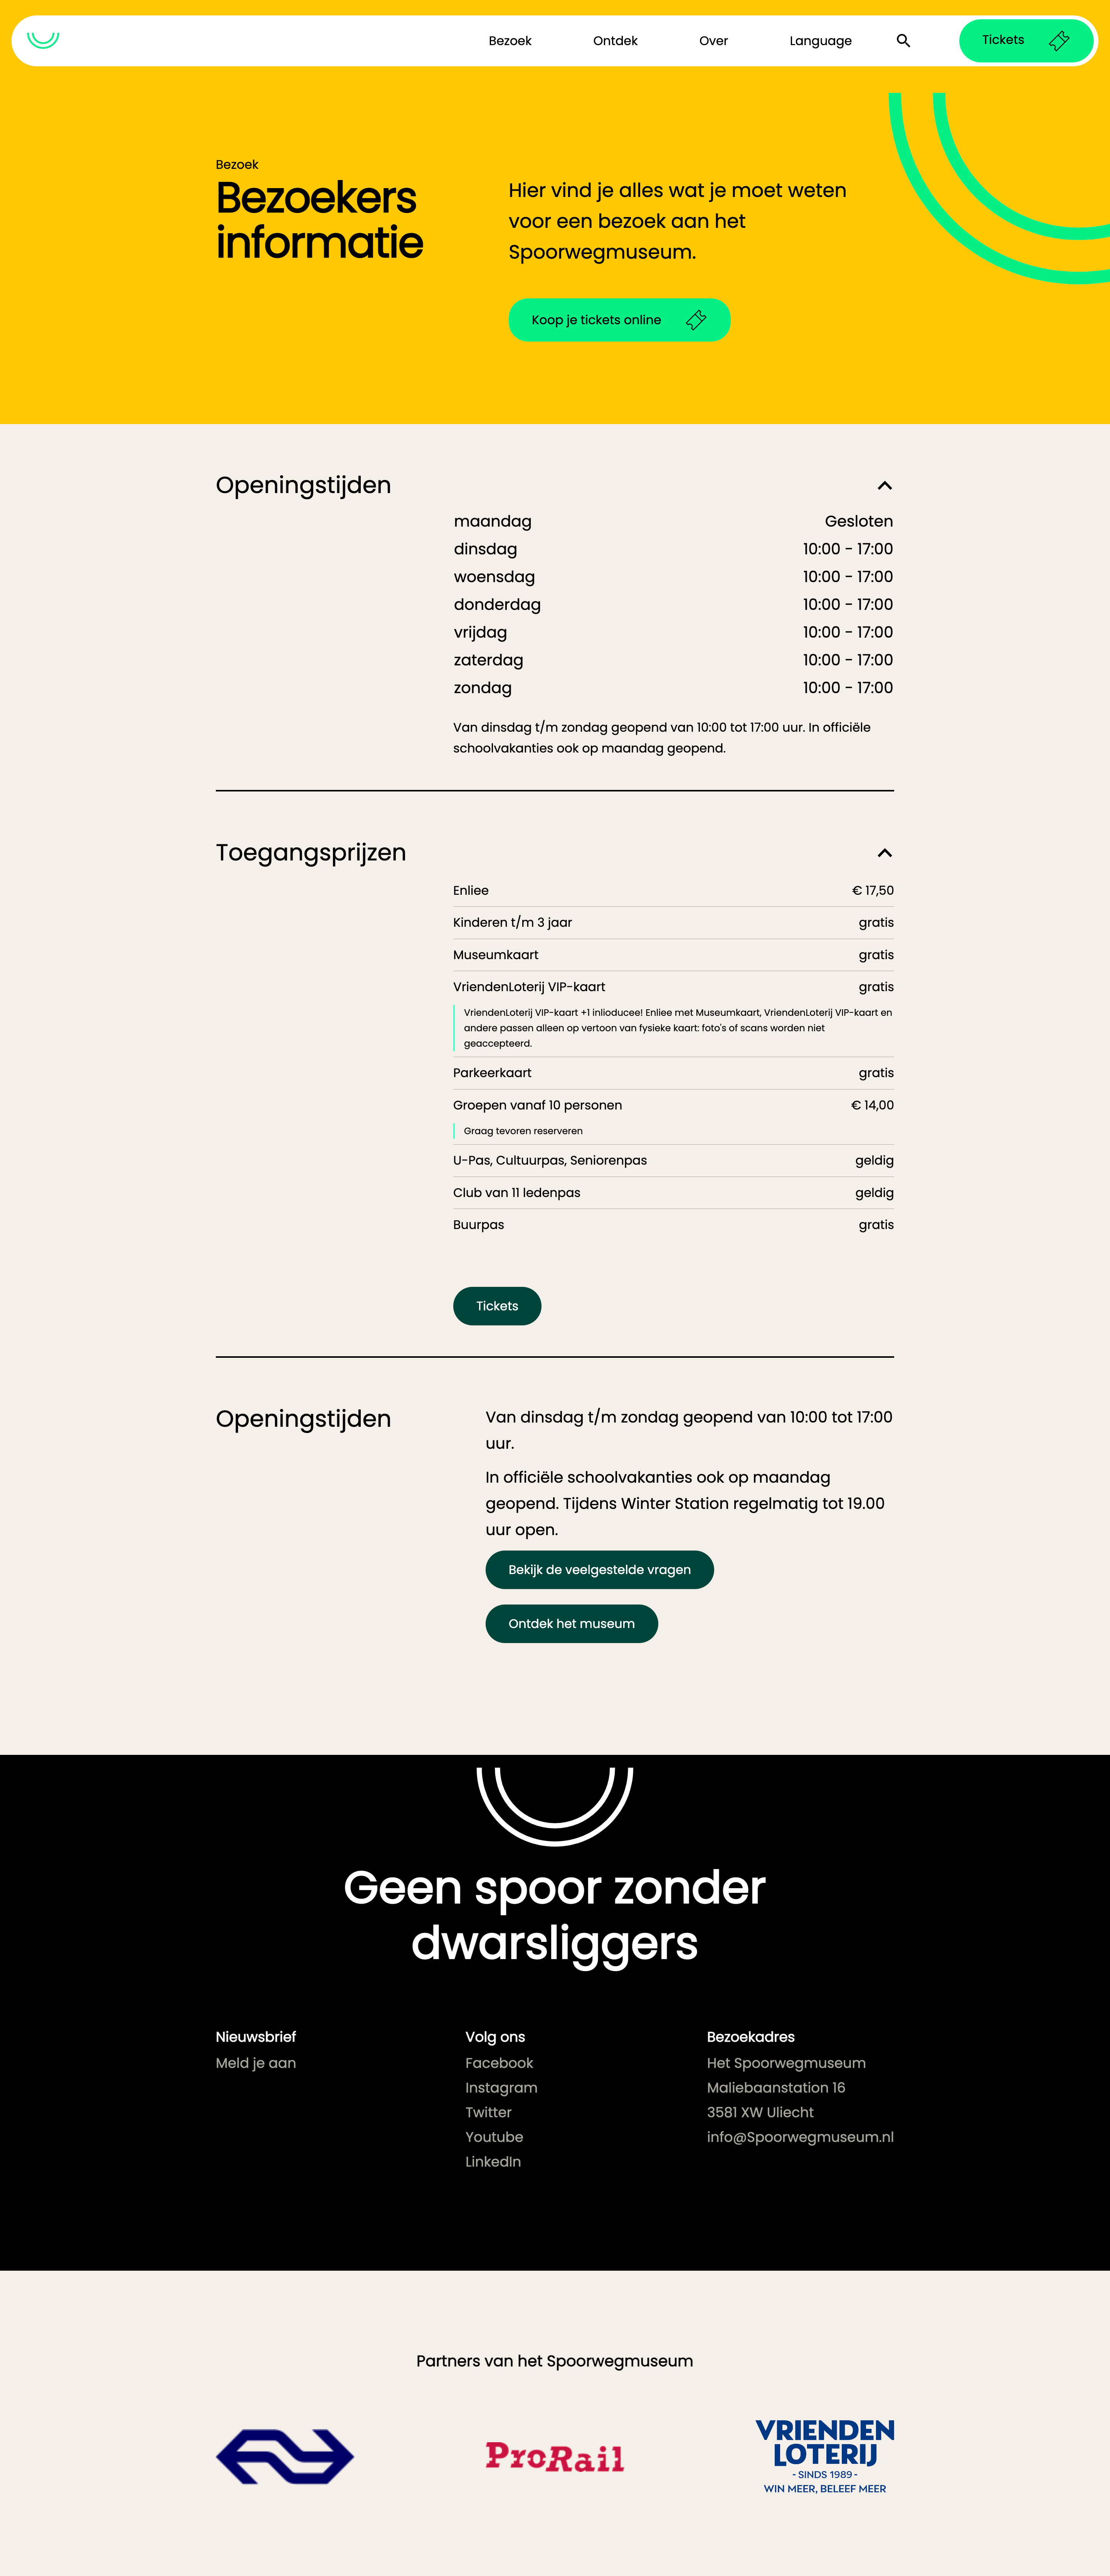 Bezoek
Ontdek
Over
Language
Tickets
Bezoek
Bezoekers
informatie
Hier vind je alles wat je moet weten
voor een bezoek aan het
Spoorwegmuseum.
Koop je tickets online
Openingstijden
maandag Gesloten
dinsdag 10:00 - 17:00
woensdag 10:00 - 17:00
donderdag 10:00 - 17:00
vrijdag 10:00 - 17:00
zaterdag 10:00 - 17:00
zondag 10:00 - 17:00
Van dinsdag t/m zondag geopend van 10:00 tot 17:00 uur. In officiële
schoolvakanties ook op maandag geopend.
Toegangsprijzen
Enliee € 17,50
Kinderen t/m 3 jaar gratis
Museumkaart gratis
VriendenLoterij VIP-kaart gratis
VriendenLoterij VIP-kaart +1 inlioducee! Enliee met Museumkaart, VriendenLoterij VIP-kaart en
andere passen alleen op vertoon van fysieke kaart: foto's of scans worden niet
geaccepteerd.
Parkeerkaart gratis
Groepen vanaf 10 personen € 14,00
Graag tevoren reserveren
U-Pas, Cultuurpas, Seniorenpas geldig
Club van 11 ledenpas geldig
Buurpas gratis
Tickets
Openingstijden
Van dinsdag t/m zondag geopend van 10:00 tot 17:00
uur.
In officiële schoolvakanties ook op maandag
geopend. Tijdens Winter Station regelmatig tot 19.00
uur open.
Bekijk de veelgestelde vragen
Ontdek het museum
Geen spoor zonder
dwarsliggers
Nieuwsbrief
Meld je aan
Volg ons
Facebook
Instagram
Twitter
Youtube
LinkedIn
Bezoekadres
Het Spoorwegmuseum
Maliebaanstation 16
3581 XW Uliecht
info@Spoorwegmuseum.nl
Partners van het Spoorwegmuseum
ProRail
VRIENDEN
LOTERIJ
- SINDS 1989 -
WIN MEER, BELEEF MEER